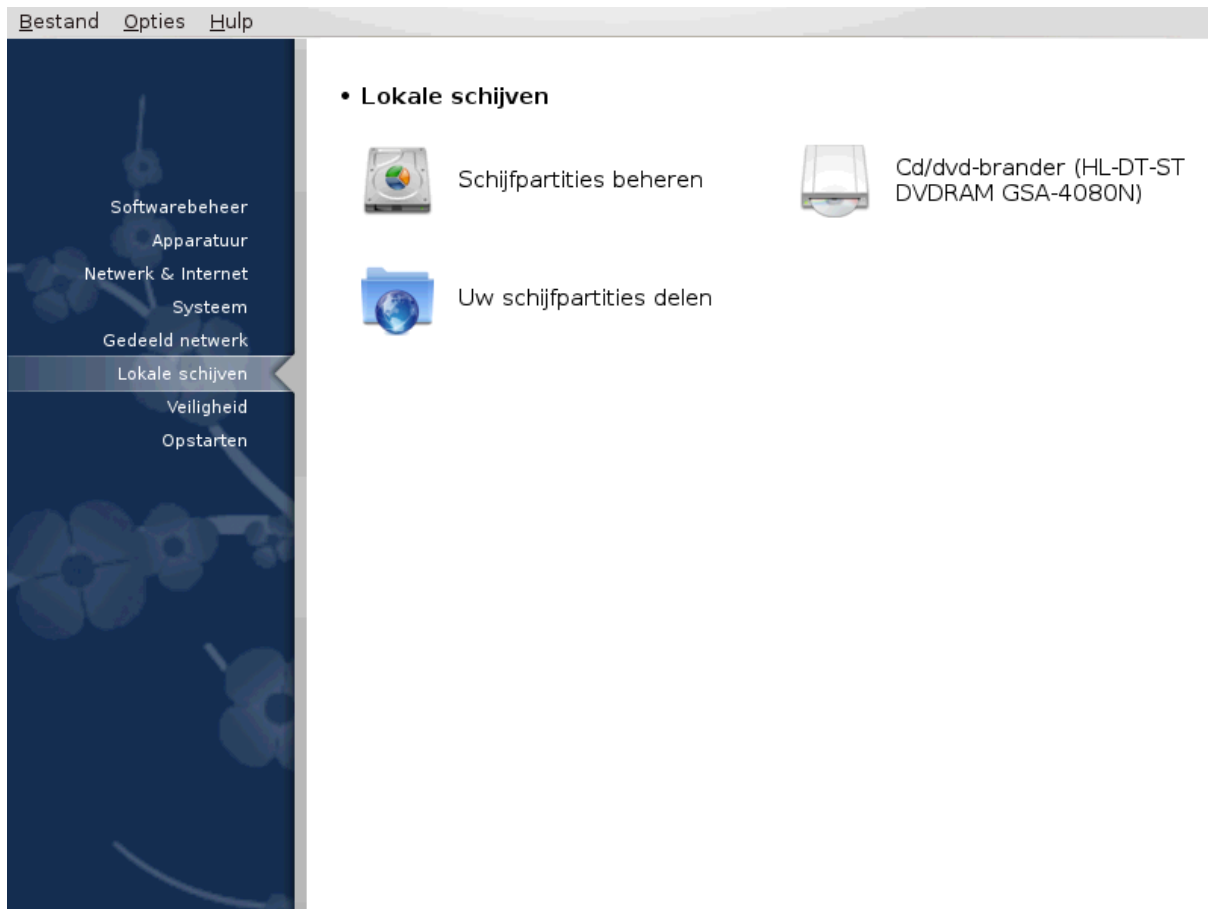 Bestand Opties Hulp
Softwarebeheer
Apparatuur
Netwerk & Internet
Systeem
Gedeeld netwerk
Lokale schijven
Veiligheid
Opstarten
• Lokale schijven
Schijfpartities beheren
Cd/dvd-brander (HL-DT-ST
DVDRAM GSA-4080N)
Uw schijfpartities delen